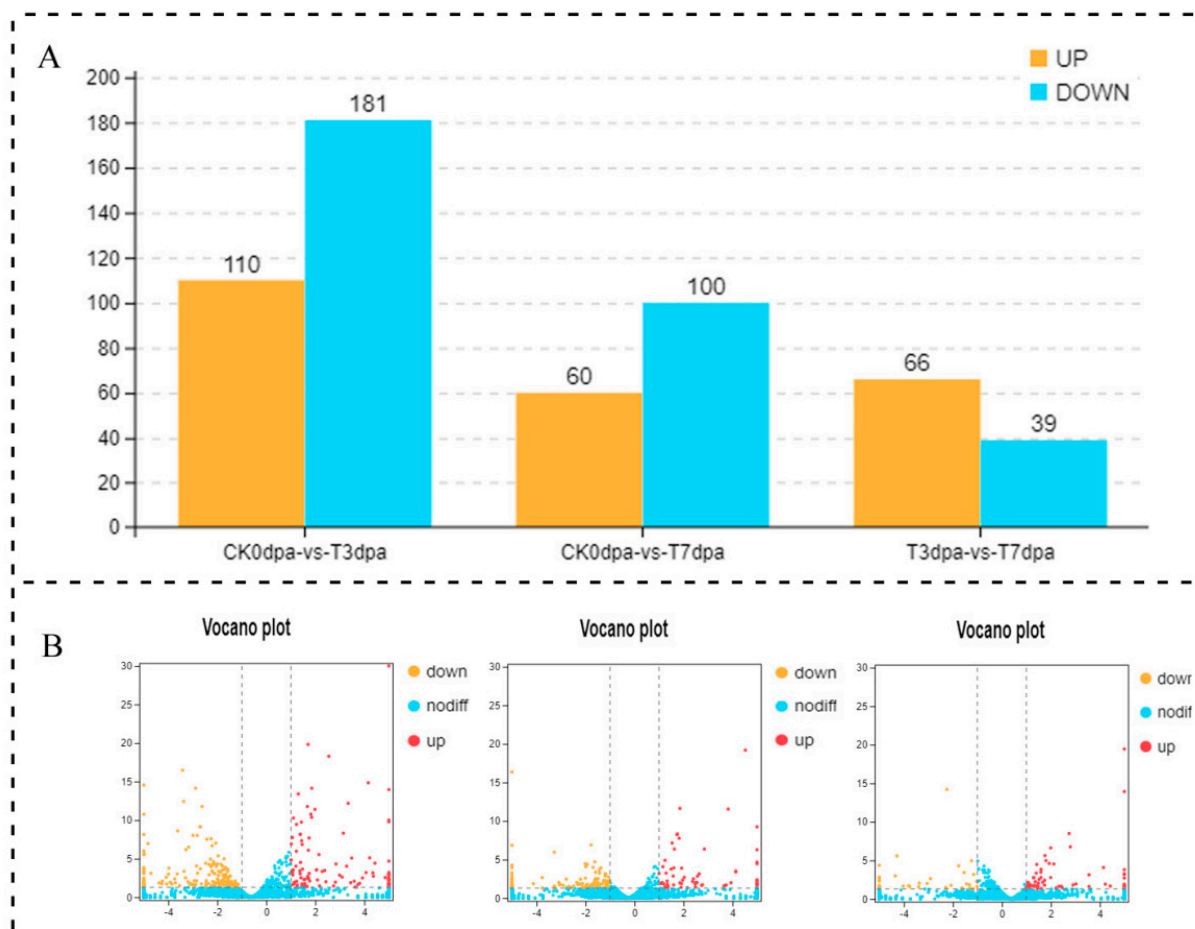 A
UP
DOWN
200
180
160
140
120
100
80
60
40
20
0
110
181
60
100
66
39
CK0dpa-vs-T3dpa
CK0dpa-vs-T7dpa
T3dpa-vs-T7dpa
B
Vocano plot
30
25
20
15
10
5
0
-4
-2
0
2
4
down
nodiff
up
Vocano plot
30
25
20
15
10
5
0
-4
-2
0
2
4
down
nodiff
up
Vocano plot
30
25
20
15
10
5
0
-4
-2
0
2
4
down
nodif
up